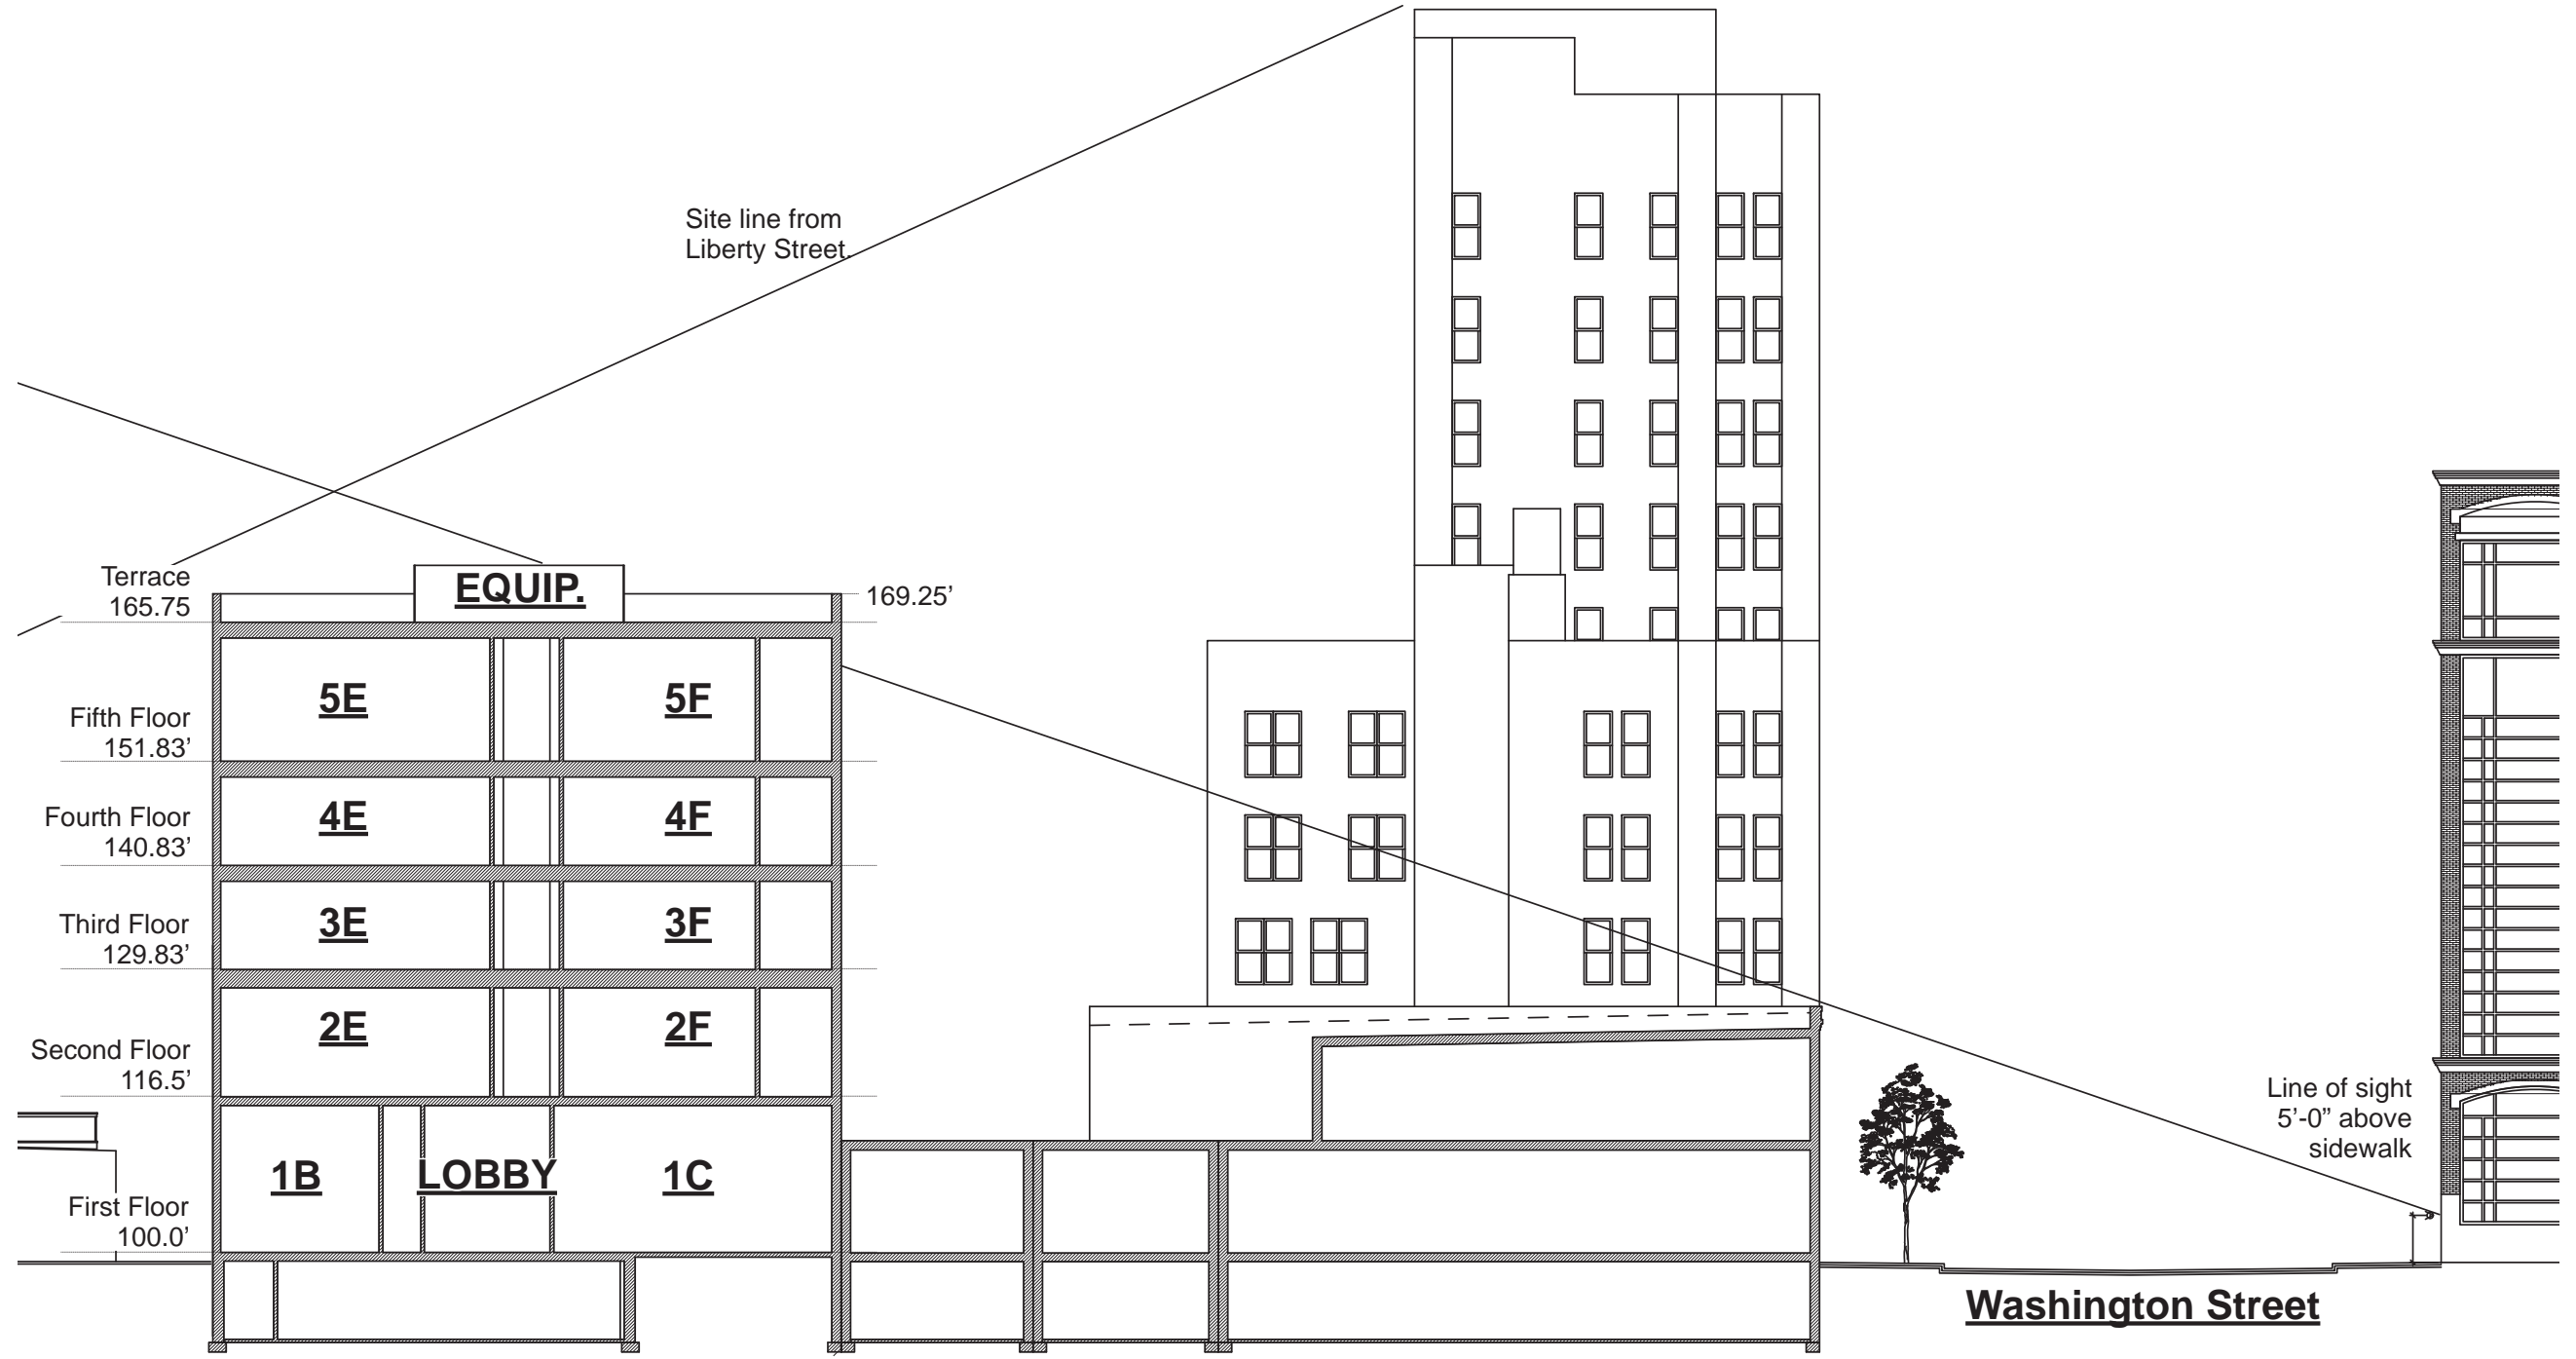 Site line from
Liberty Street.
Terrace
165.75
EQUIP.
169.25’
5E
5F
Fifth Floor
151.83’
4E
4F
Fourth Floor
140.83’
3E
3F
Third Floor
129.83’
2E
2F
Second Floor
116.5’
Line of sight
5’-0” above
sidewalk
1B
LOBBY
1C
First Floor
100.0’
Washington Street